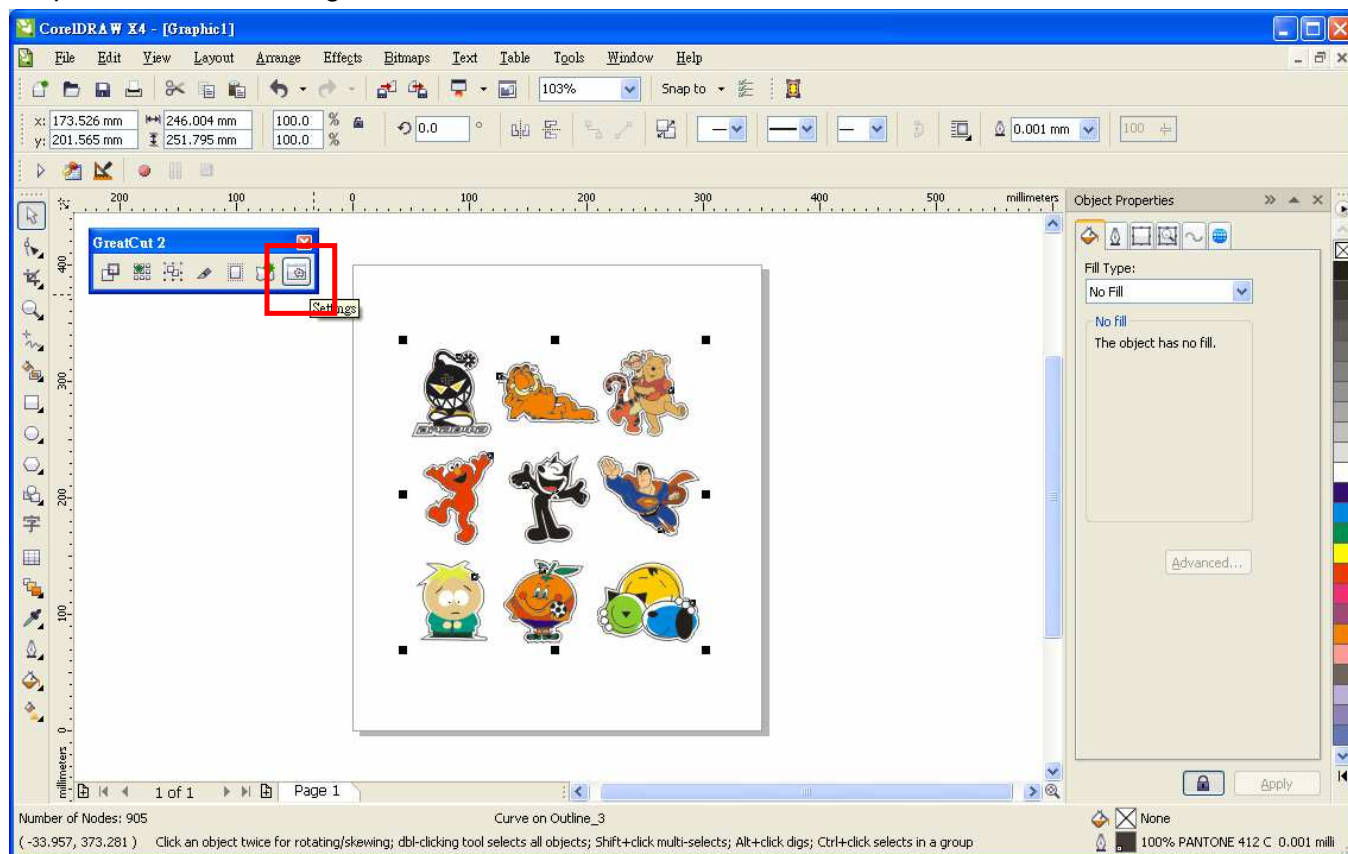 CorelDRAW X4 - [Graphic1]
File Edit View Layout Arrange Effects Bitmaps Text Table Tools Window Help
103% Snap to
x: 173.526 mm 246.004 mm 100.0 % 0.0 ° 0.001 mm 100
y: 201.565 mm 251.795 mm 100.0 %
200 100 0 100 200 300 400 500 millimeters
Object Properties
GreatCut 2
Settings
Fill Type:
No Fill
No fill
The object has no fill.
Advanced...
400
300
200
字
100
0
millimeters
1 of 1 Page 1
Apply
Number of Nodes: 905 Curve on Outline_3 None
( -33.957, 373.281 ) Click an object twice for rotating/skewing; dbl-clicking tool selects all objects; Shift+click multi-selects; Alt+click digs; Ctrl+click selects in a group 100% PANTONE 412 C 0.001 milli